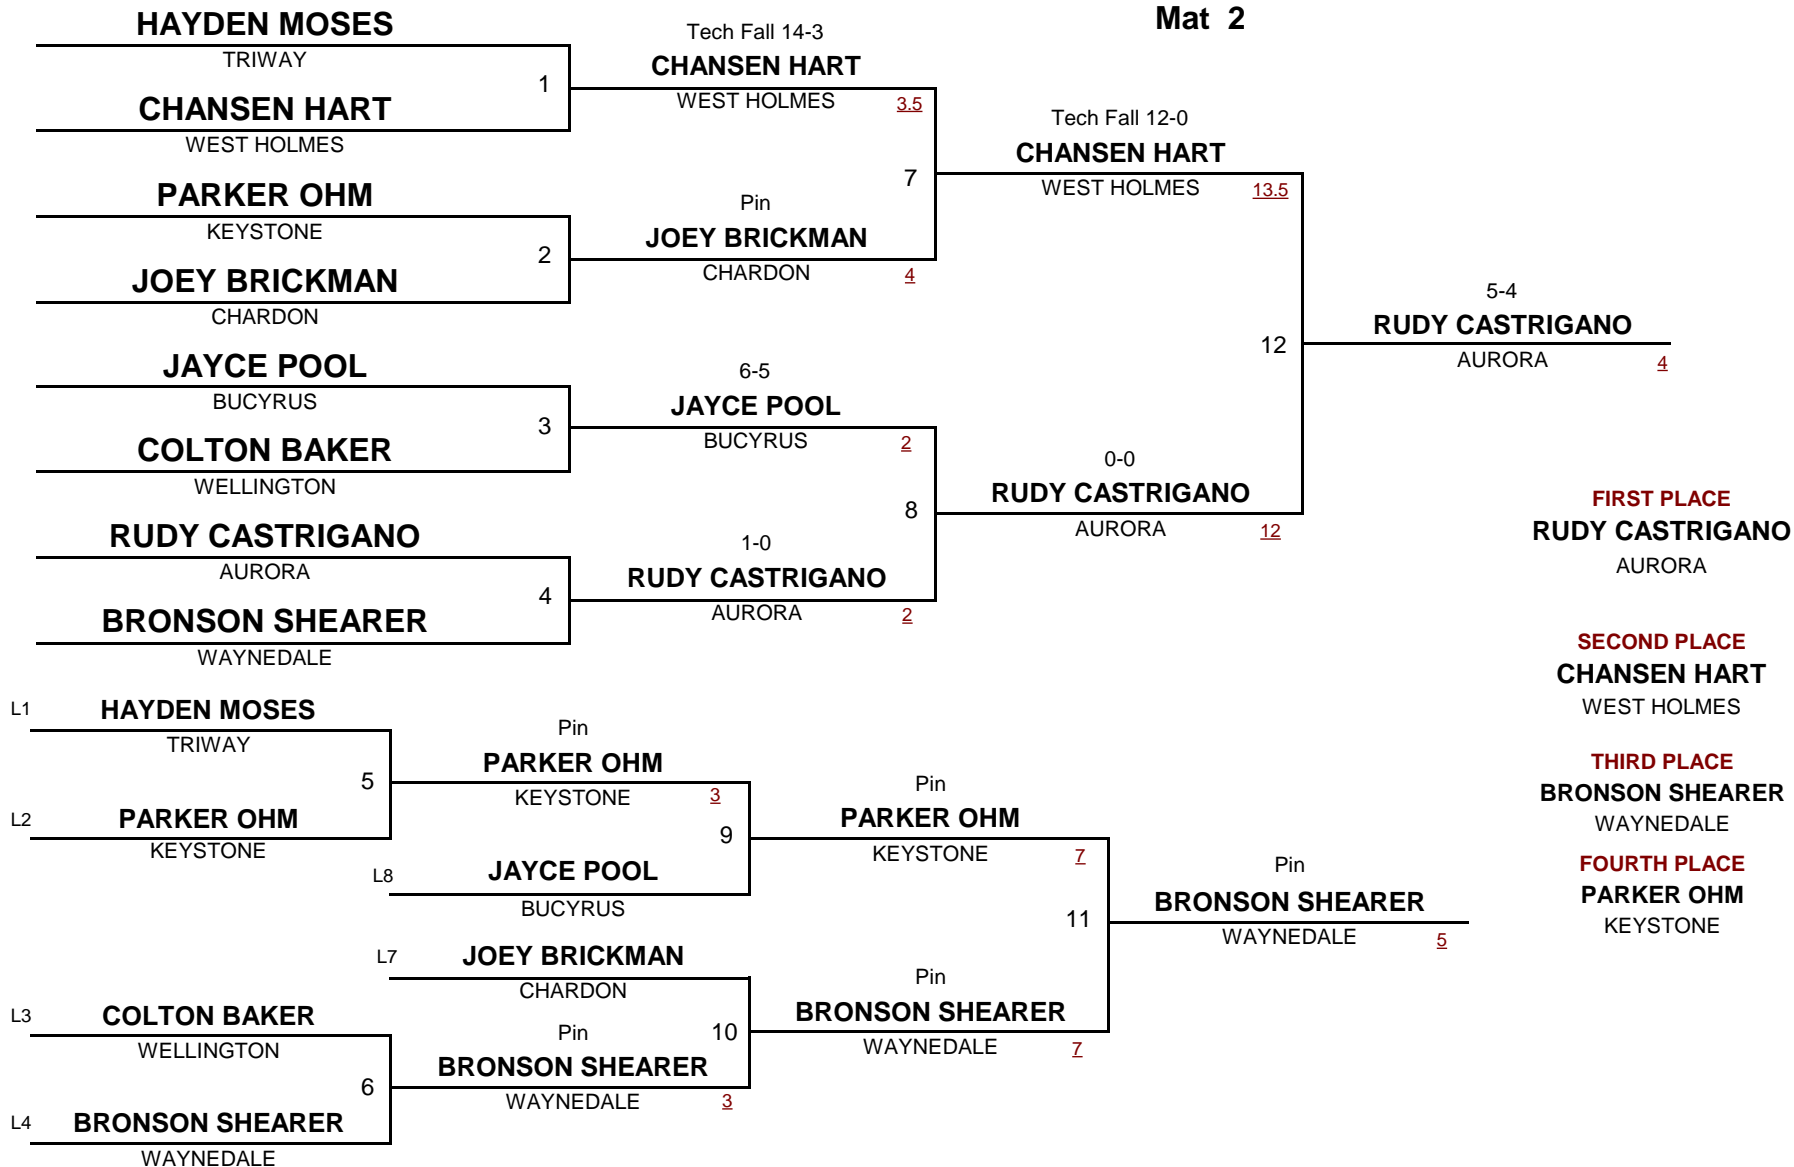 Mat 2
HAYDEN MOSES
TRIWAY
1
CHANSEN HART
WEST HOLMES
PARKER OHM
KEYSTONE
2
JOEY BRICKMAN
CHARDON
JAYCE POOL
BUCYRUS
3
COLTON BAKER
WELLINGTON
RUDY CASTRIGANO
AURORA
4
BRONSON SHEARER
WAYNEDALE
Tech Fall 14-3
CHANSEN HART
WEST HOLMES 3.5
7
Pin
JOEY BRICKMAN
CHARDON 4
6-5
JAYCE POOL
BUCYRUS 2
8
1-0
RUDY CASTRIGANO
AURORA 2
Tech Fall 12-0
CHANSEN HART
WEST HOLMES 13.5
12
0-0
RUDY CASTRIGANO
AURORA 12
5-4
RUDY CASTRIGANO
AURORA 4
L1 HAYDEN MOSES
TRIWAY
5
L2 PARKER OHM
KEYSTONE
Pin
PARKER OHM
KEYSTONE 3
9
L8 JAYCE POOL
BUCYRUS
L7 JOEY BRICKMAN
CHARDON
L3 COLTON BAKER
WELLINGTON
6
L4 BRONSON SHEARER
WAYNEDALE
Pin
10
BRONSON SHEARER
WAYNEDALE 3
Pin
PARKER OHM
KEYSTONE 7
11
Pin
BRONSON SHEARER
WAYNEDALE 7
Pin
BRONSON SHEARER
WAYNEDALE 5
FIRST PLACE
RUDY CASTRIGANO
AURORA
SECOND PLACE
CHANSEN HART
WEST HOLMES
THIRD PLACE
BRONSON SHEARER
WAYNEDALE
FOURTH PLACE
PARKER OHM
KEYSTONE